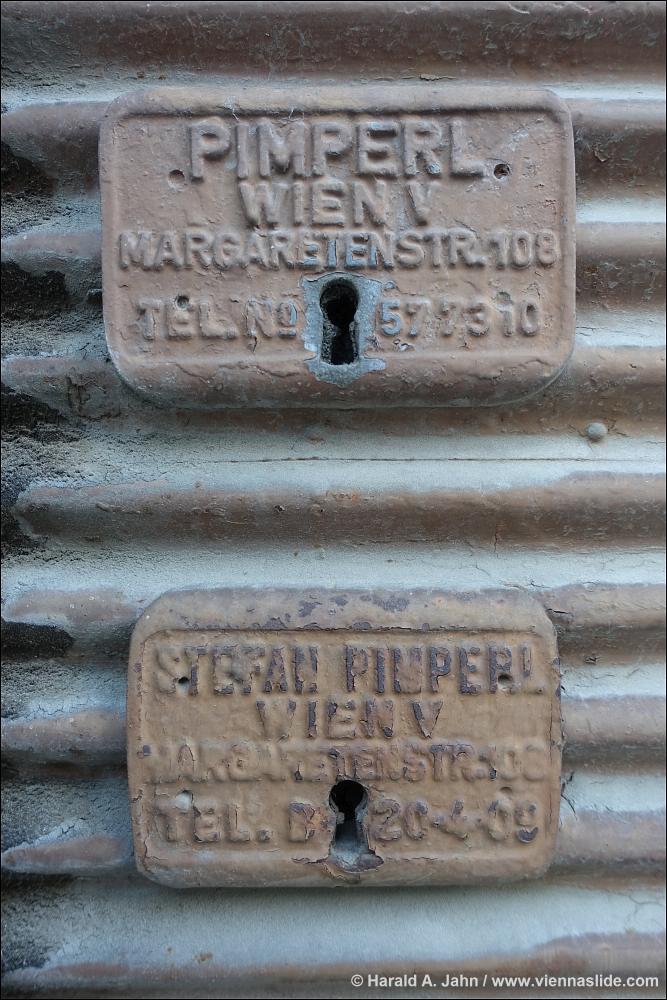 PIMPERL
WIEN V
MARGARETENSTR. 108
TEL. No 57 73 10
STEFAN PIMPERL
WIEN V
MARGARETENSTR. 108
TEL. B 20-4-09
© Harald A. Jahn / www.viennaslide.com